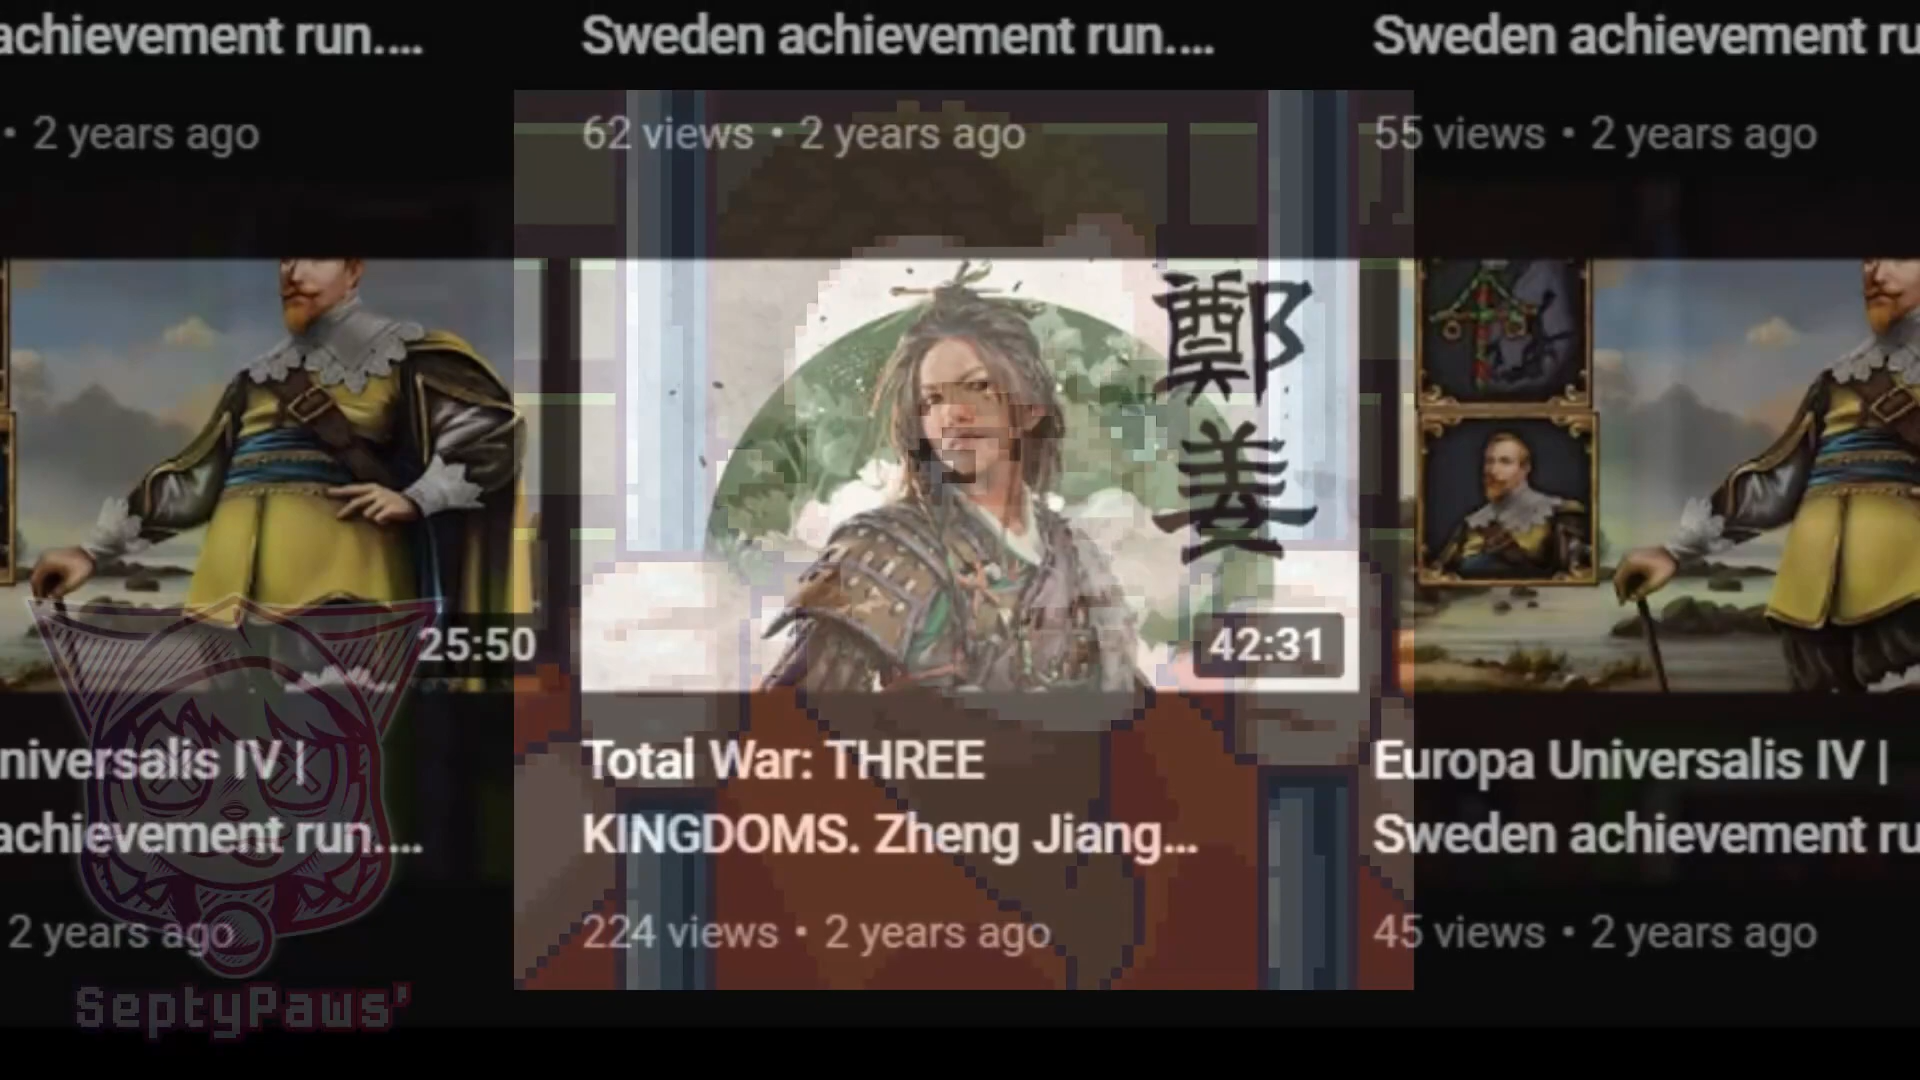 achievement run....
Sweden achievement run....
Sweden achievement ru
• 2 years ago
62 views • 2 years ago
55 views • 2 years ago
鄭
姜
25:50
42:31
niversalis IV |
achievement run....
Total War: THREE
KINGDOMS. Zheng Jiang...
Europa Universalis IV |
Sweden achievement ru
2 years ago
224 views • 2 years ago
45 views • 2 years ago
SeptyPaws'